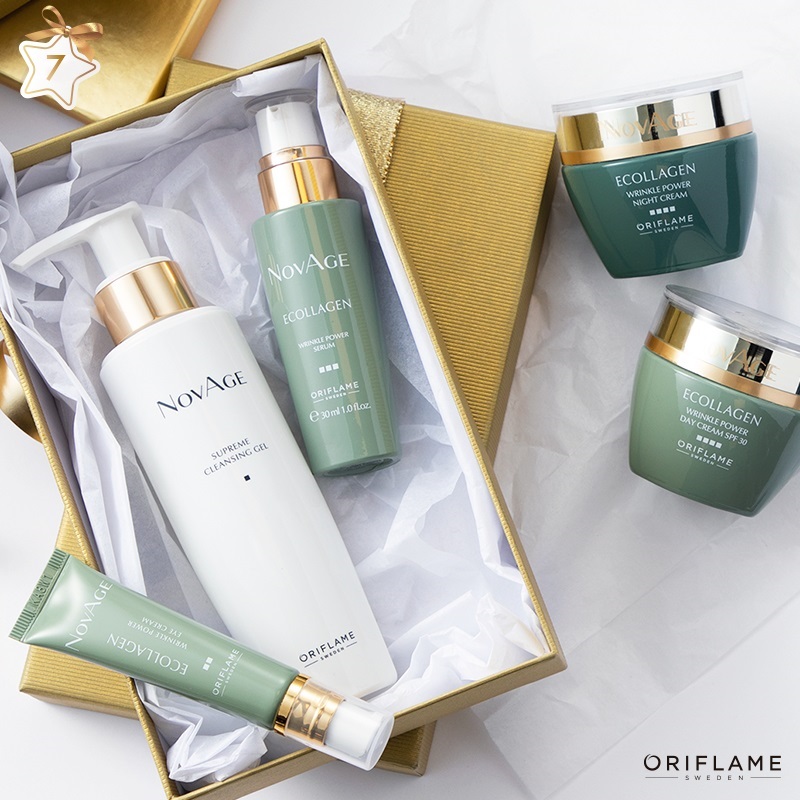 7
NOVAGE
ECOLLAGEN
WRINKLE POWER
NIGHT CREAM
ORIFLAME
SWEDEN
NOVAGE
ECOLLAGEN
WRINKLE POWER
SERUM
ORIFLAME
SWEDEN
℮ 30 ml 1.0 fl.oz.
NOVAGE
ECOLLAGEN
WRINKLE POWER
DAY CREAM SPF 30
ORIFLAME
SWEDEN
NOVAGE
SUPREME
CLEANSING GEL
ORIFLAME
SWEDEN
NOVAGE
ECOLLAGEN
WRINKLE POWER
EYE CREAM
ORIFLAME
SWEDEN
ORIFLAME
SWEDEN